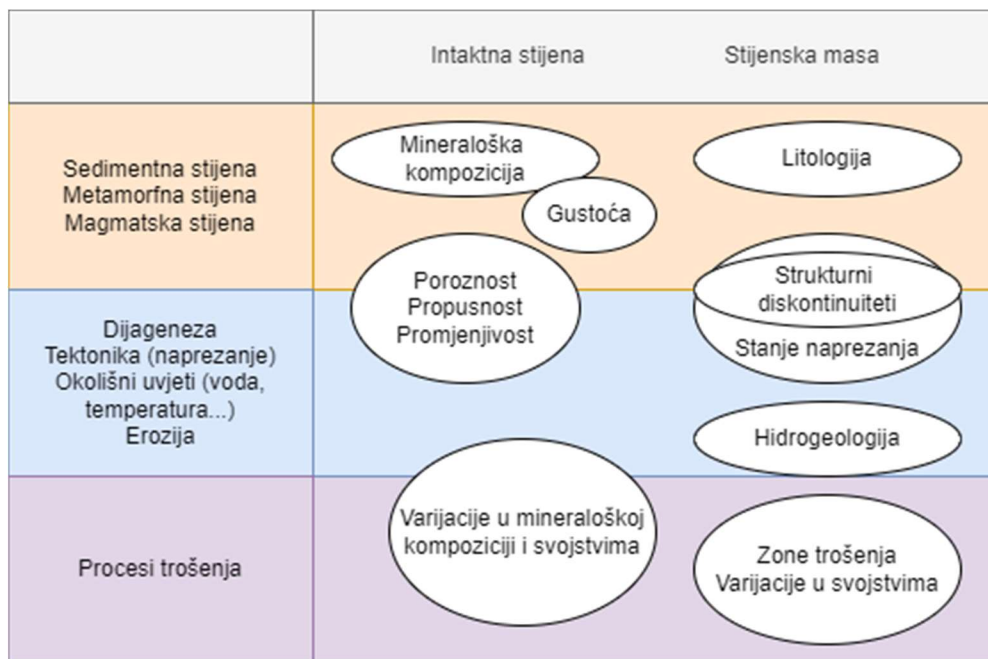 Intaktna stijena
Stijenska masa
Sedimentna stijena
Metamorfna stijena
Magmatska stijena
Mineraloška
kompozicija
Gustoća
Litologija
Poroznost
Propusnost
Promjenjivost
Strukturni
diskontinuiteti
Stanje naprezanja
Dijageneza
Tektonika (naprezanje)
Okolišni uvjeti (voda,
temperatura...)
Erozija
Hidrogeologija
Procesi trošenja
Varijacije u mineraloškoj
kompoziciji i svojstvima
Zone trošenja
Varijacije u svojstvima